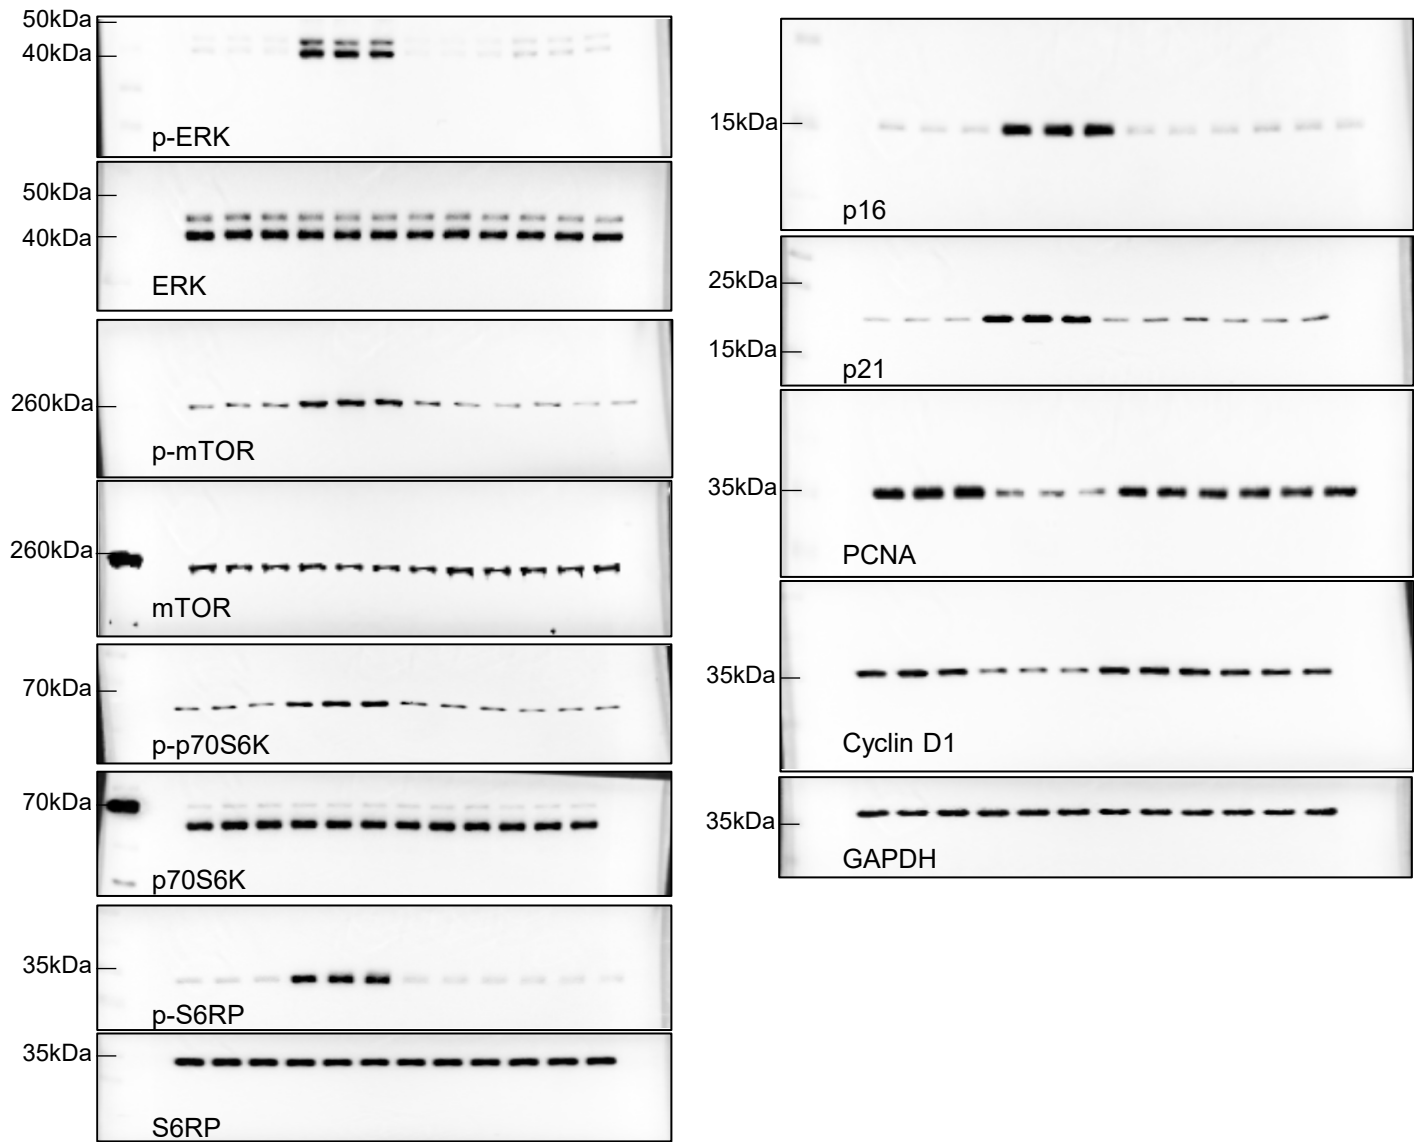 50kDa
40kDa
p-ERK
50kDa
40kDa
ERK
260kDa
p-mTOR
260kDa
mTOR
70kDa
p-p70S6K
70kDa
p70S6K
35kDa
p-S6RP
35kDa
S6RP
15kDa
p16
25kDa
15kDa
p21
35kDa
PCNA
35kDa
Cyclin D1
35kDa
GAPDH